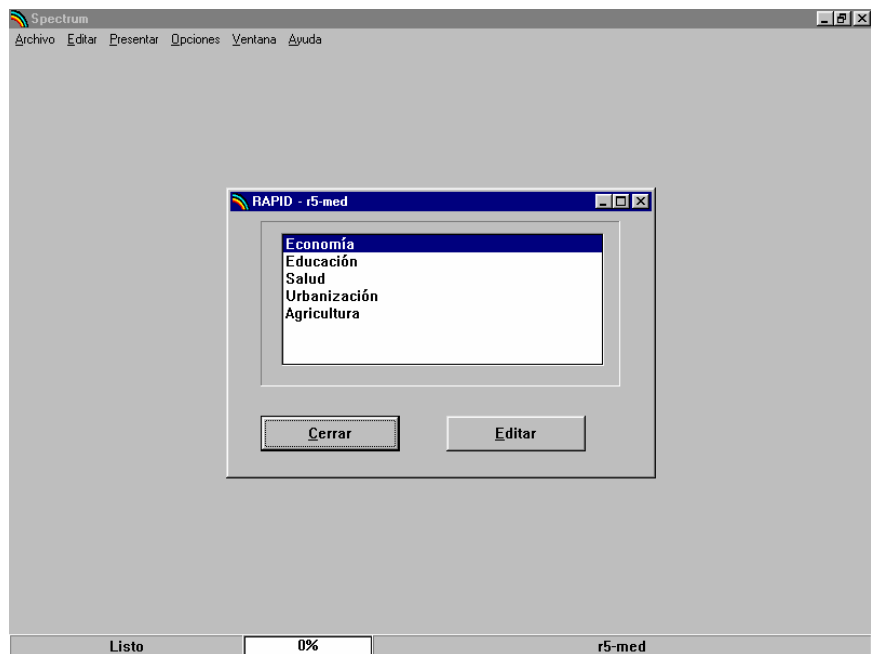 Spectrum
Archivo Editar Presentar Opciones Ventana Ayuda
RAPID - r5-med
Economía
Educación
Salud
Urbanización
Agricultura
Cerrar Editar
Listo 0% r5-med